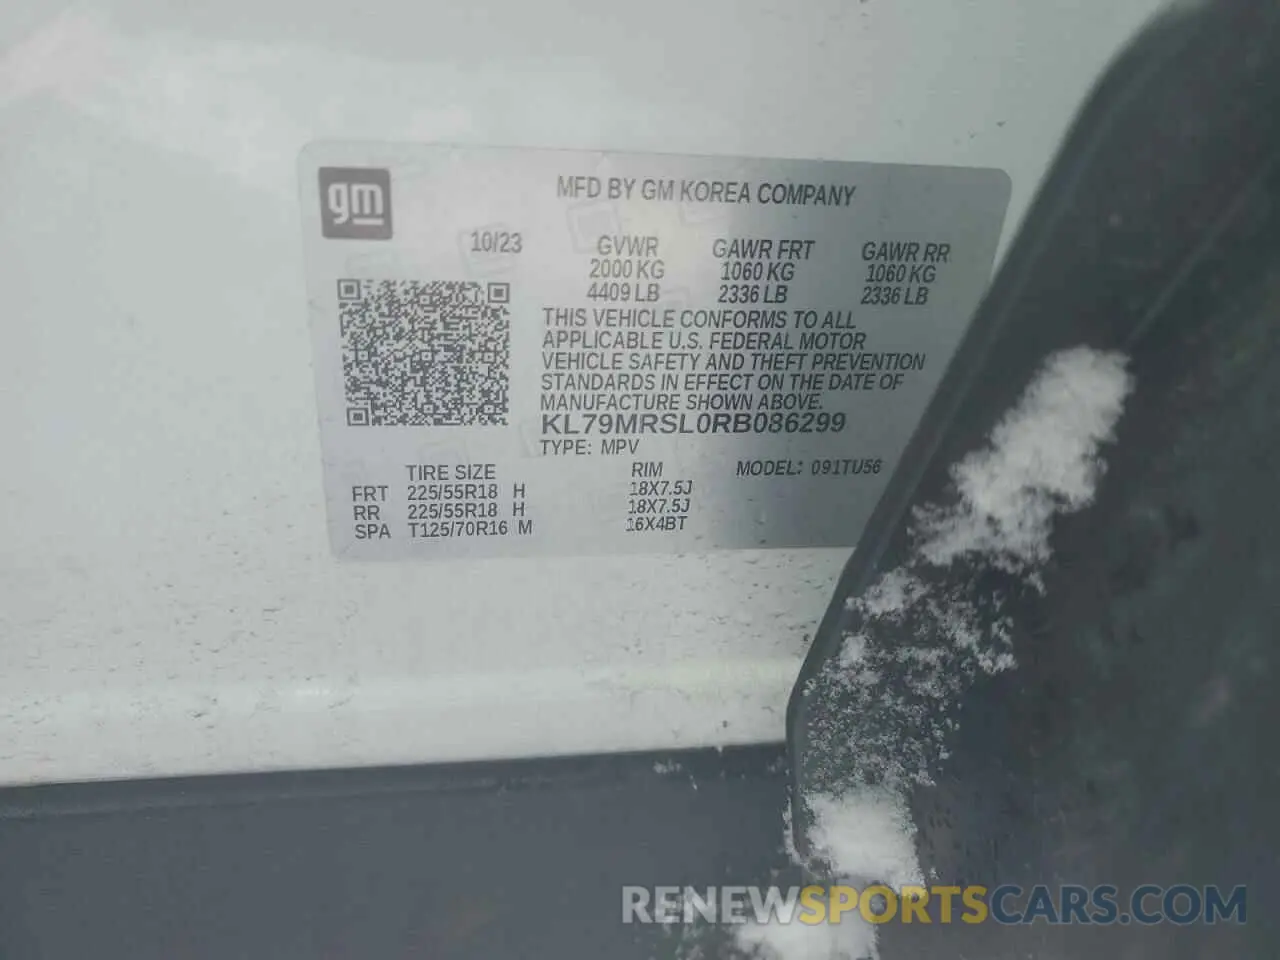 gm
MFD BY GM KOREA COMPANY
10/23
GVWR GAWR FRT GAWR RR
2000 KG 1060 KG 1060 KG
4409 LB 2336 LB 2336 LB
THIS VEHICLE CONFORMS TO ALL
APPLICABLE U.S. FEDERAL MOTOR
VEHICLE SAFETY AND THEFT PREVENTION
STANDARDS IN EFFECT ON THE DATE OF
MANUFACTURE SHOWN ABOVE.
KL79MRSL0RB086299
TYPE: MPV
TIRE SIZE RIM MODEL: 091TU56
FRT 225/55R18 H 18X7.5J
RR 225/55R18 H 18X7.5J
SPA T125/70R16 M 16X4BT
RENEWSPORTSCARS.COM